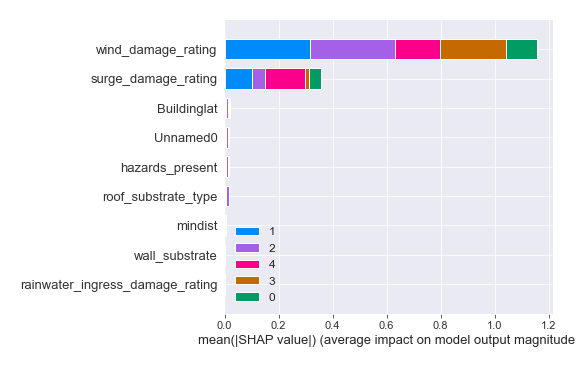 wind_damage_rating
surge_damage_rating
Buildinglat
Unnamed0
hazards_present
roof_substrate_type
mindist
wall_substrate
rainwater_ingress_damage_rating
1
2
4
3
0
0.0 0.2 0.4 0.6 0.8 1.0 1.2
mean(|SHAP value|) (average impact on model output magnitude